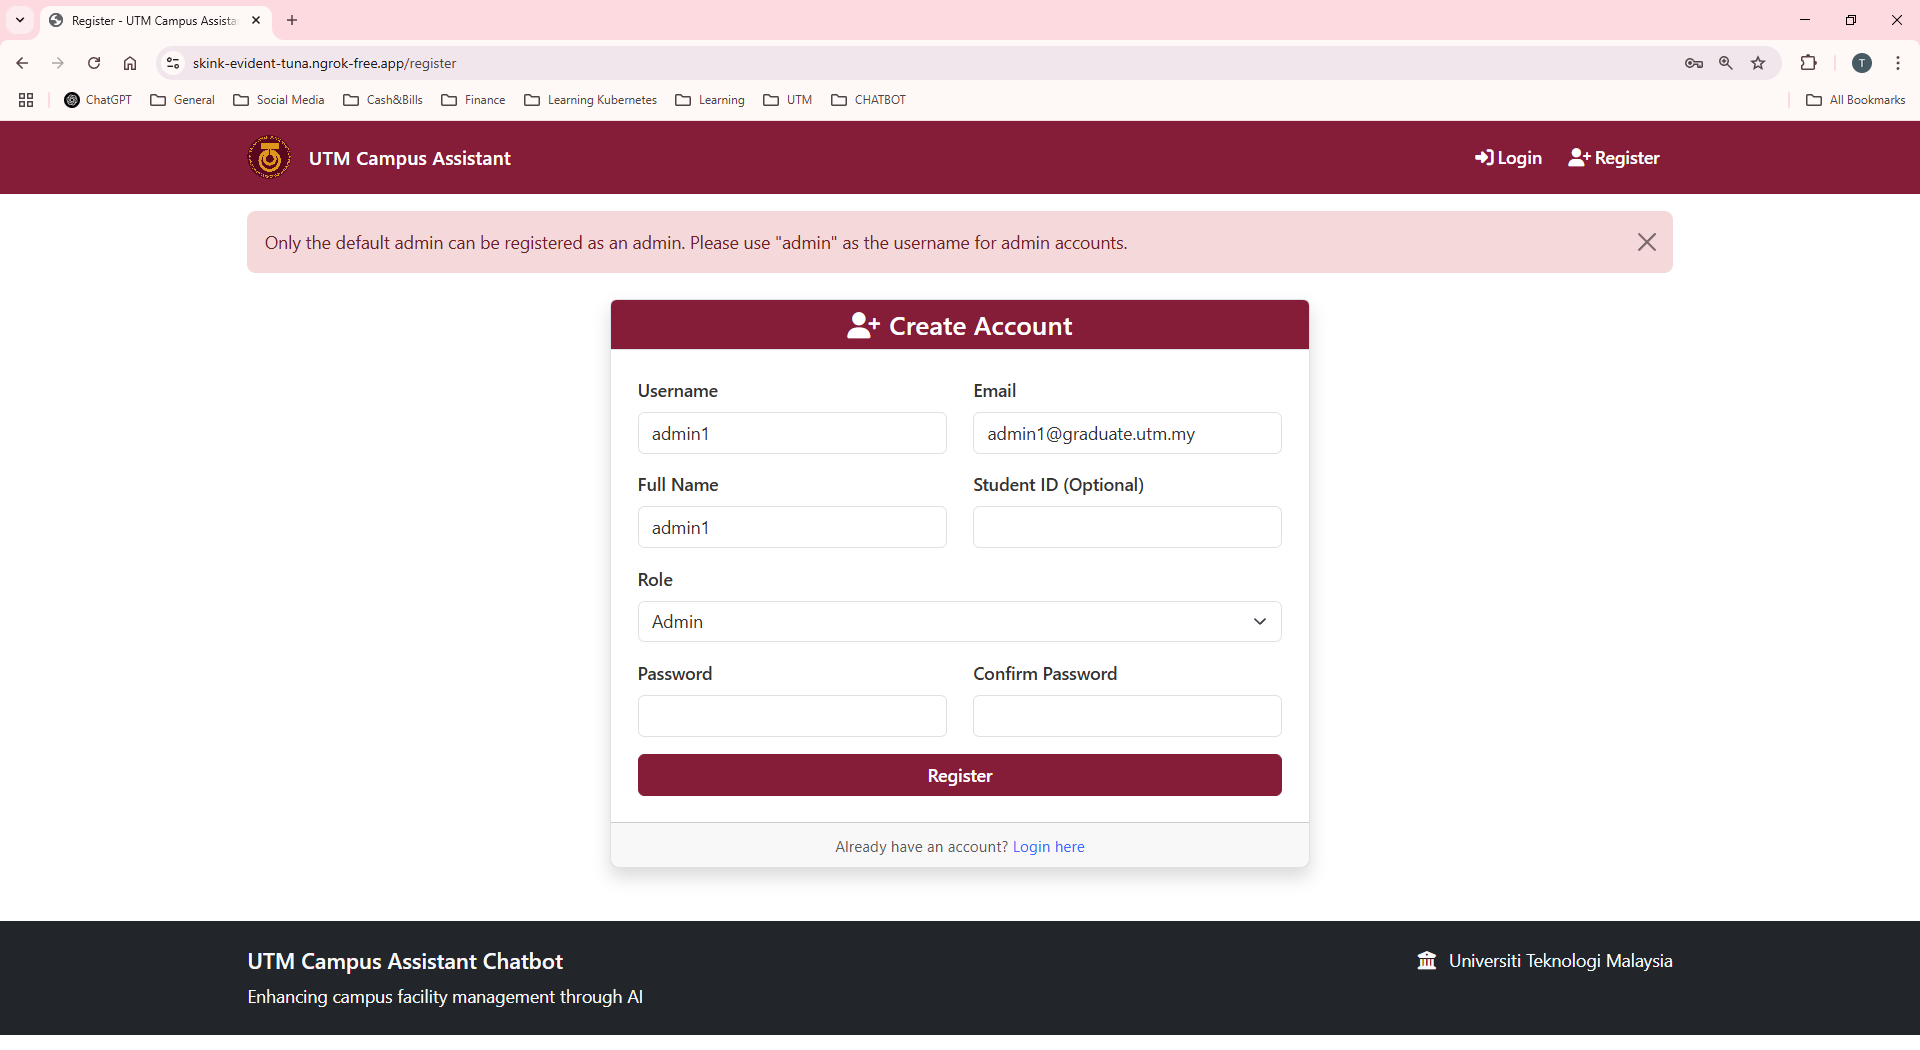 Register - UTM Campus Assista
skink-evident-tuna.ngrok-free.app/register
T
ChatGPT General Social Media Cash&Bills Finance Learning Kubernetes Learning UTM CHATBOT All Bookmarks
UTM Campus Assistant Login Register
Only the default admin can be registered as an admin. Please use "admin" as the username for admin accounts.
Create Account
Username Email
admin1 admin1@graduate.utm.my
Full Name Student ID (Optional)
admin1
Role
Admin
Password Confirm Password
Register
Already have an account? Login here
UTM Campus Assistant Chatbot Universiti Teknologi Malaysia
Enhancing campus facility management through AI